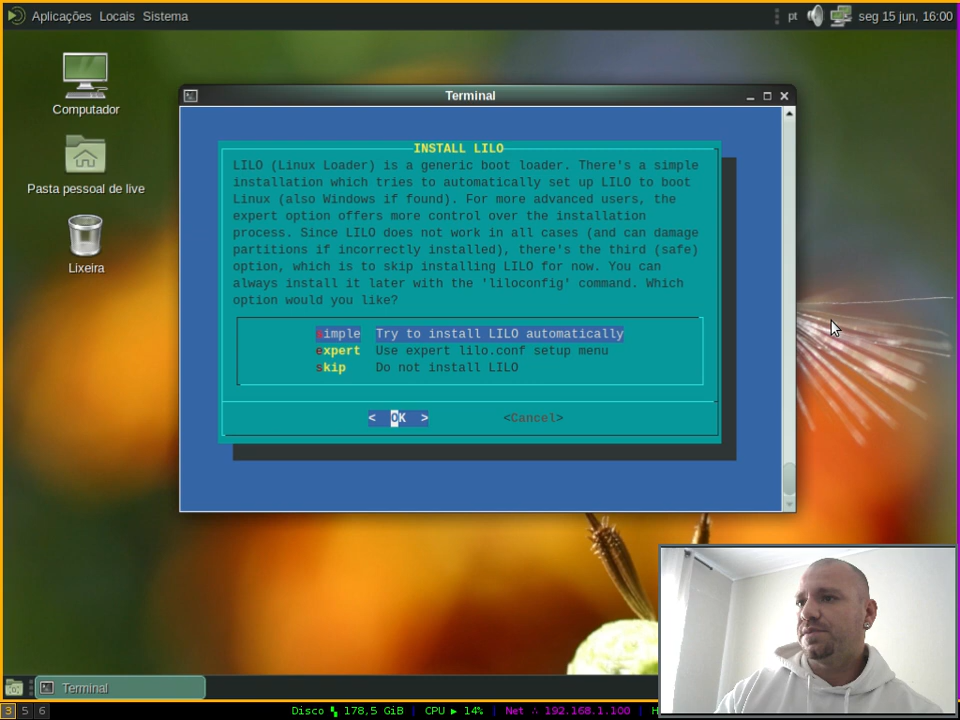 Aplicações Locais Sistema
pt
seg 15 jun, 16:00
Computador
Pasta pessoal de live
Lixeira
Terminal
INSTALL LILO
LILO (Linux Loader) is a generic boot loader. There's a simple
installation which tries to automatically set up LILO to boot
Linux (also Windows if found). For more advanced users, the
expert option offers more control over the installation
process. Since LILO does not work in all cases (and can damage
partitions if incorrectly installed), there's the third (safe)
option, which is to skip installing LILO for now. You can
always install it later with the 'liloconfig' command. Which
option would you like?
simple Try to install LILO automatically
expert Use expert lilo.conf setup menu
skip Do not install LILO
< OK > <Cancel>
Terminal
3 5 6
Disco 178,5 GiB | CPU ▶ 14% | Net ∴ 192.168.1.100 | H